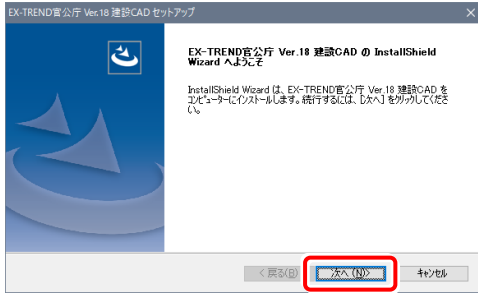 EX-TREND官公庁 Ver.18 建設CAD セットアップ
EX-TREND官公庁 Ver.18 建設CAD の InstallShield
Wizard へようこそ
InstallShield Wizard は、EX-TREND官公庁 Ver.18 建設CAD を
コンピューターにインストールします。続行するには、[次へ] をクリックしてくださ
い。
< 戻る(B)
次へ(N)>
キャンセル